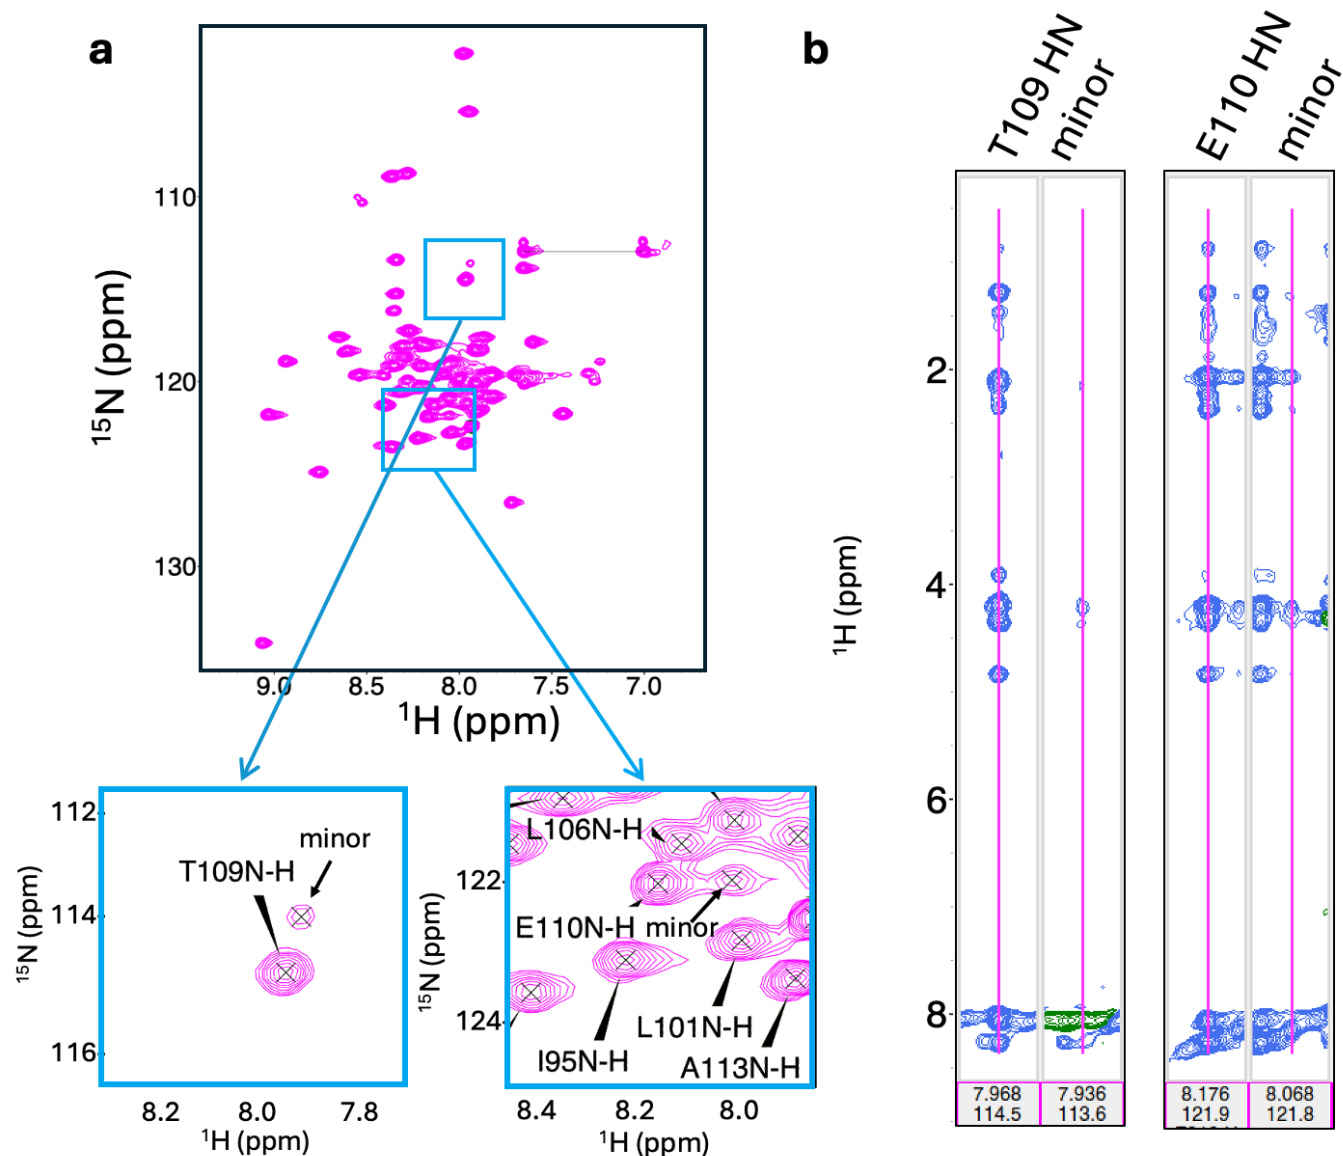 a
b
T109 HN
minor
E110 HN
minor
110
120
130
15N (ppm)
9.0
8.5
8.0
7.5
7.0
1H (ppm)
112
114
116
15N (ppm)
T109N-H
minor
8.2
8.0
7.8
1H (ppm)
122
124
15N (ppm)
L106N-H
E110N-H
minor
I95N-H
L101N-H
A113N-H
8.4
8.2
8.0
1H (ppm)
2
4
6
8
1H (ppm)
7.968
114.5
7.936
113.6
8.176
121.9
8.068
121.8